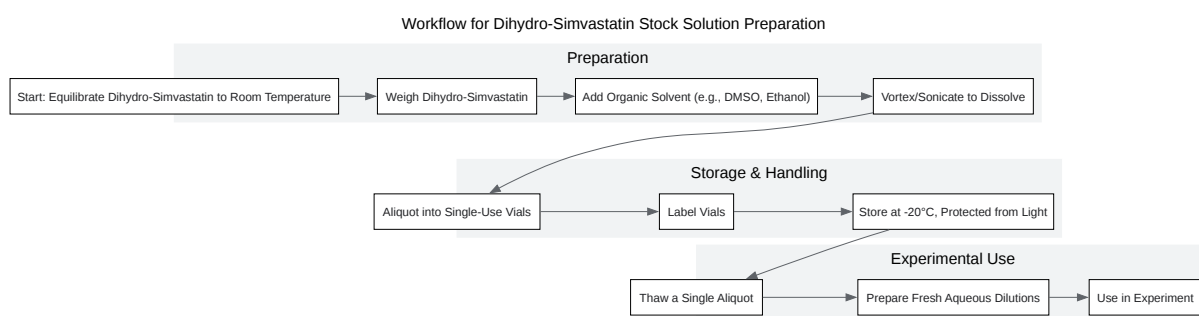 Workflow for Dihydro-Simvastatin Stock Solution Preparation
Preparation
Start: Equilibrate Dihydro-Simvastatin to Room Temperature
Weigh Dihydro-Simvastatin
Add Organic Solvent (e.g., DMSO, Ethanol)
Vortex/Sonicate to Dissolve
Storage & Handling
Aliquot into Single-Use Vials
Label Vials
Store at -20°C, Protected from Light
Experimental Use
Thaw a Single Aliquot
Prepare Fresh Aqueous Dilutions
Use in Experiment